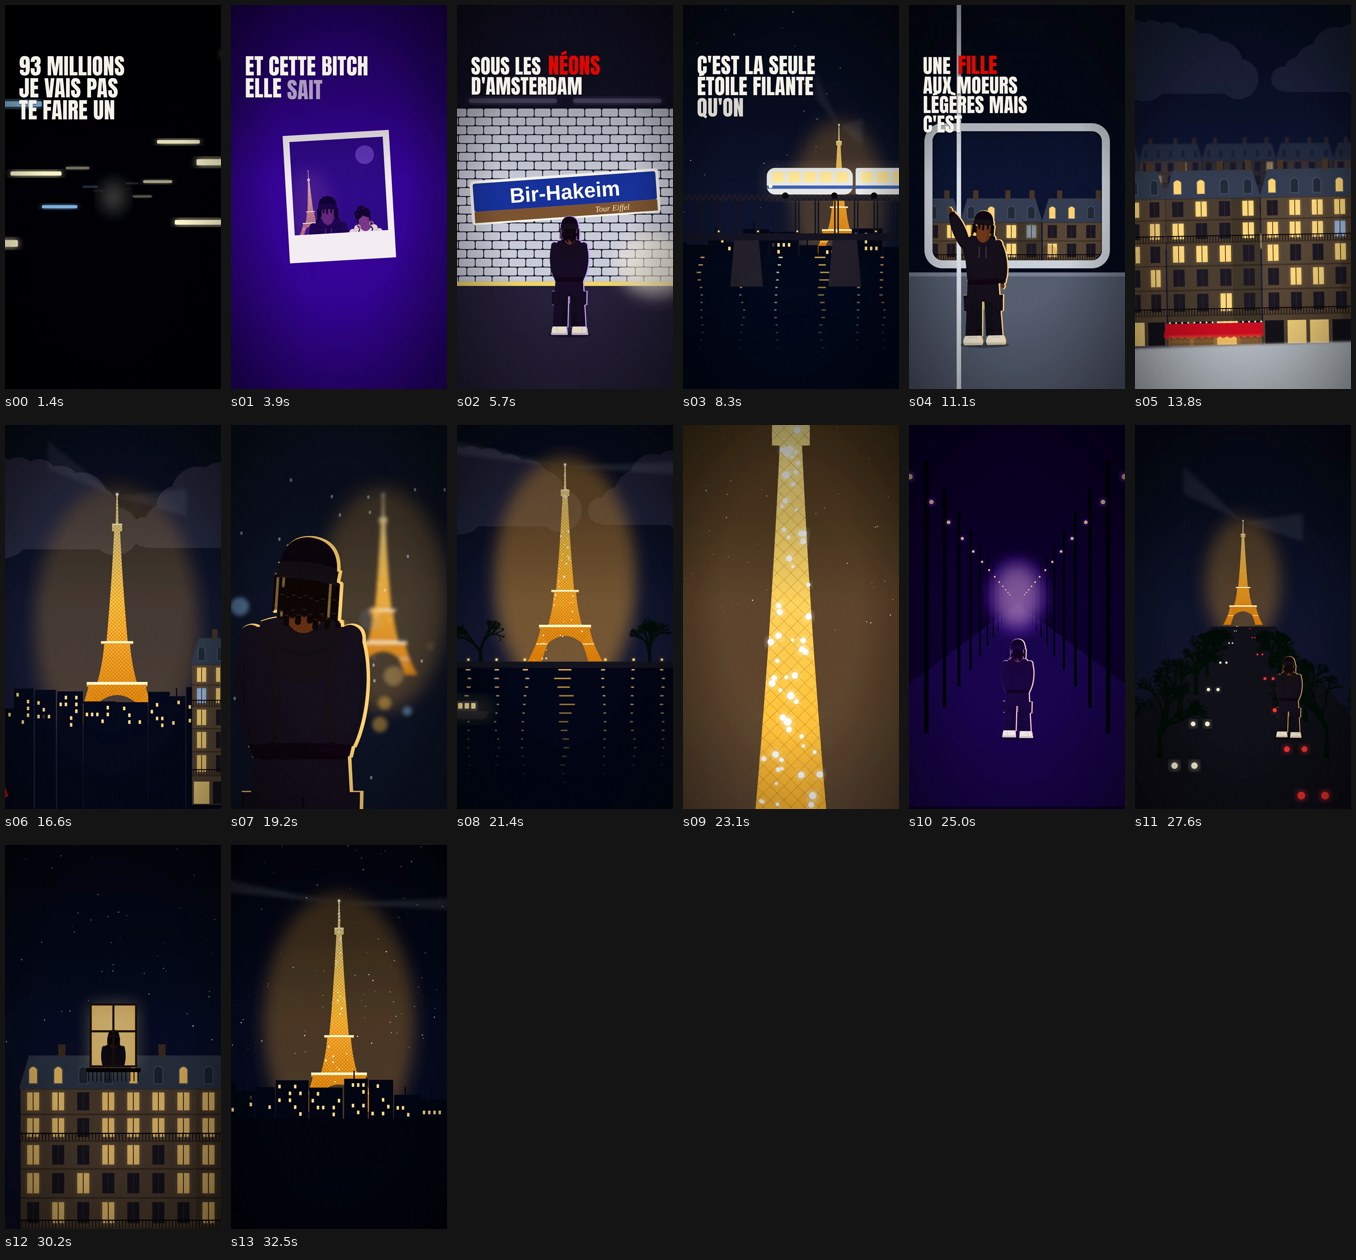 93 MILLIONS
JE VAIS PAS
TE FAIRE UN
s00 1.4s
ET CETTE BITCH
ELLE SAIT
s01 3.9s
SOUS LES NÉONS
D'AMSTERDAM
Bir-Hakeim
Tour Eiffel
s02 5.7s
C'EST LA SEULE
ÉTOILE FILANTE
QU'ON
s03 8.3s
UNE FILLE
AUX MOEURS
LÉGÈRES MAIS
C'EST
s04 11.1s
s05 13.8s
s06 16.6s
s07 19.2s
s08 21.4s
s09 23.1s
s10 25.0s
s11 27.6s
s12 30.2s
s13 32.5s